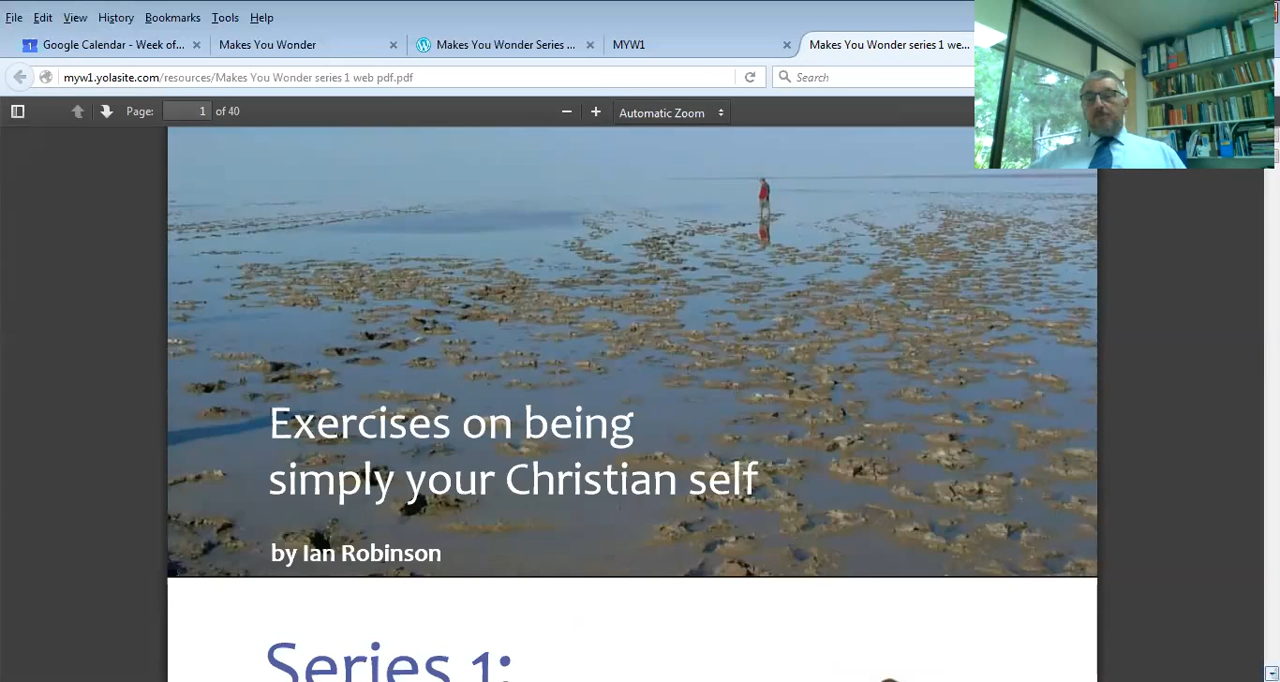 File Edit View History Bookmarks Tools Help
Google Calendar - Week of... × Makes You Wonder × Makes You Wonder Series ... × MYW1 × Makes You Wonder series 1 we...
myw1.yolasite.com/resources/Makes You Wonder series 1 web pdf.pdf Search
Page: 1 of 40 Automatic Zoom
Exercises on being
simply your Christian self
by Ian Robinson
Series 1: